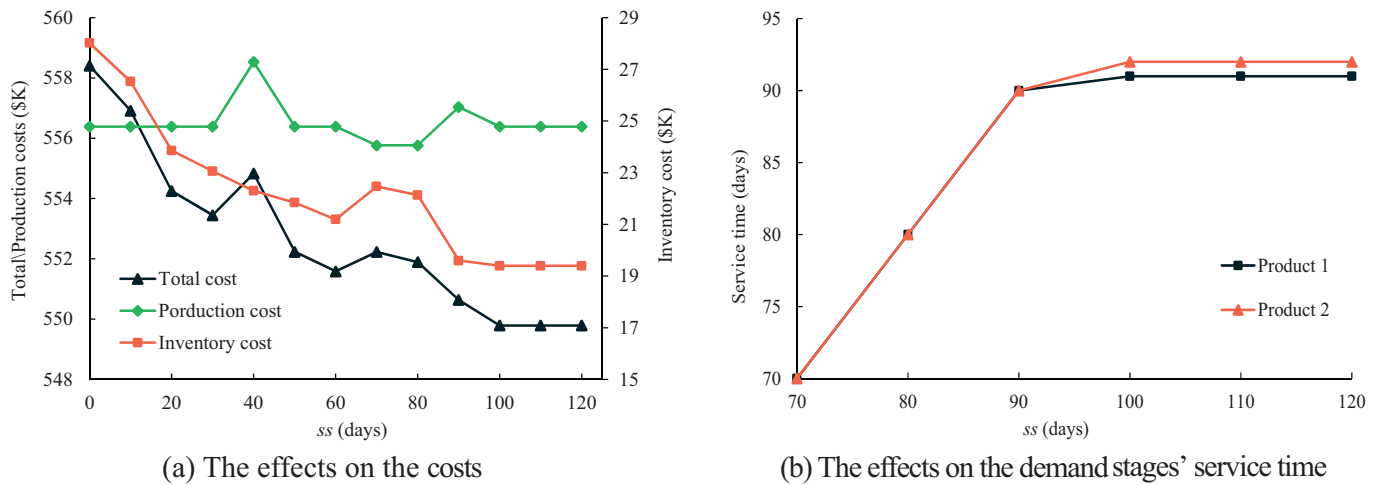 560
558
556
554
552
550
548
Total\Production costs ($K)
29
27
25
23
21
19
17
15
Inventory cost ($K)
Total cost
Porduction cost
Inventory cost
0 20 40 60 80 100 120
ss (days)
(a) The effects on the costs
95
90
85
80
75
70
Service time (days)
Product 1
Product 2
70 80 90 100 110 120
ss (days)
(b) The effects on the demand stages’ service time